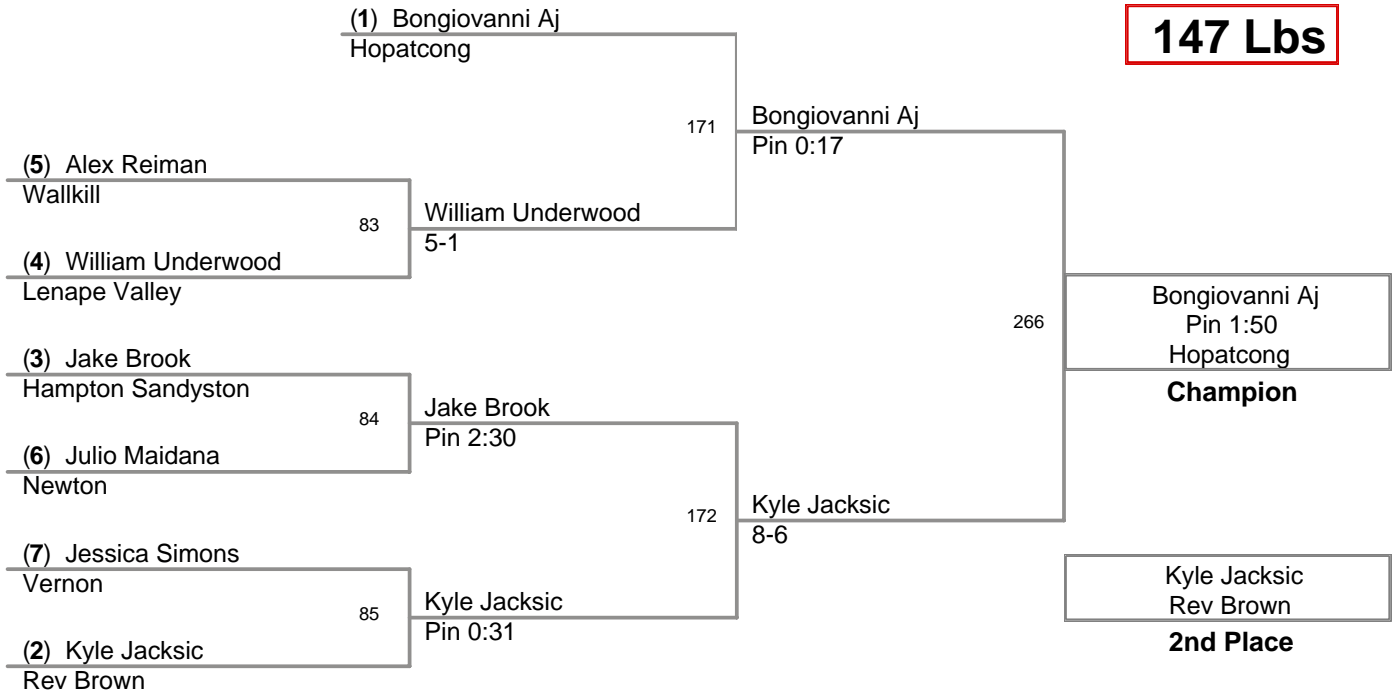 (1) Bongiovanni Aj
Hopatcong
147 Lbs
171
Bongiovanni Aj
Pin 0:17
(5) Alex Reiman
Wallkill
83
William Underwood
5-1
(4) William Underwood
Lenape Valley
266
Bongiovanni Aj
Pin 1:50
Hopatcong
Champion
(3) Jake Brook
Hampton Sandyston
84
Jake Brook
Pin 2:30
(6) Julio Maidana
Newton
172
Kyle Jacksic
8-6
(7) Jessica Simons
Vernon
85
Kyle Jacksic
Pin 0:31
(2) Kyle Jacksic
Rev Brown
Kyle Jacksic
Rev Brown
2nd Place